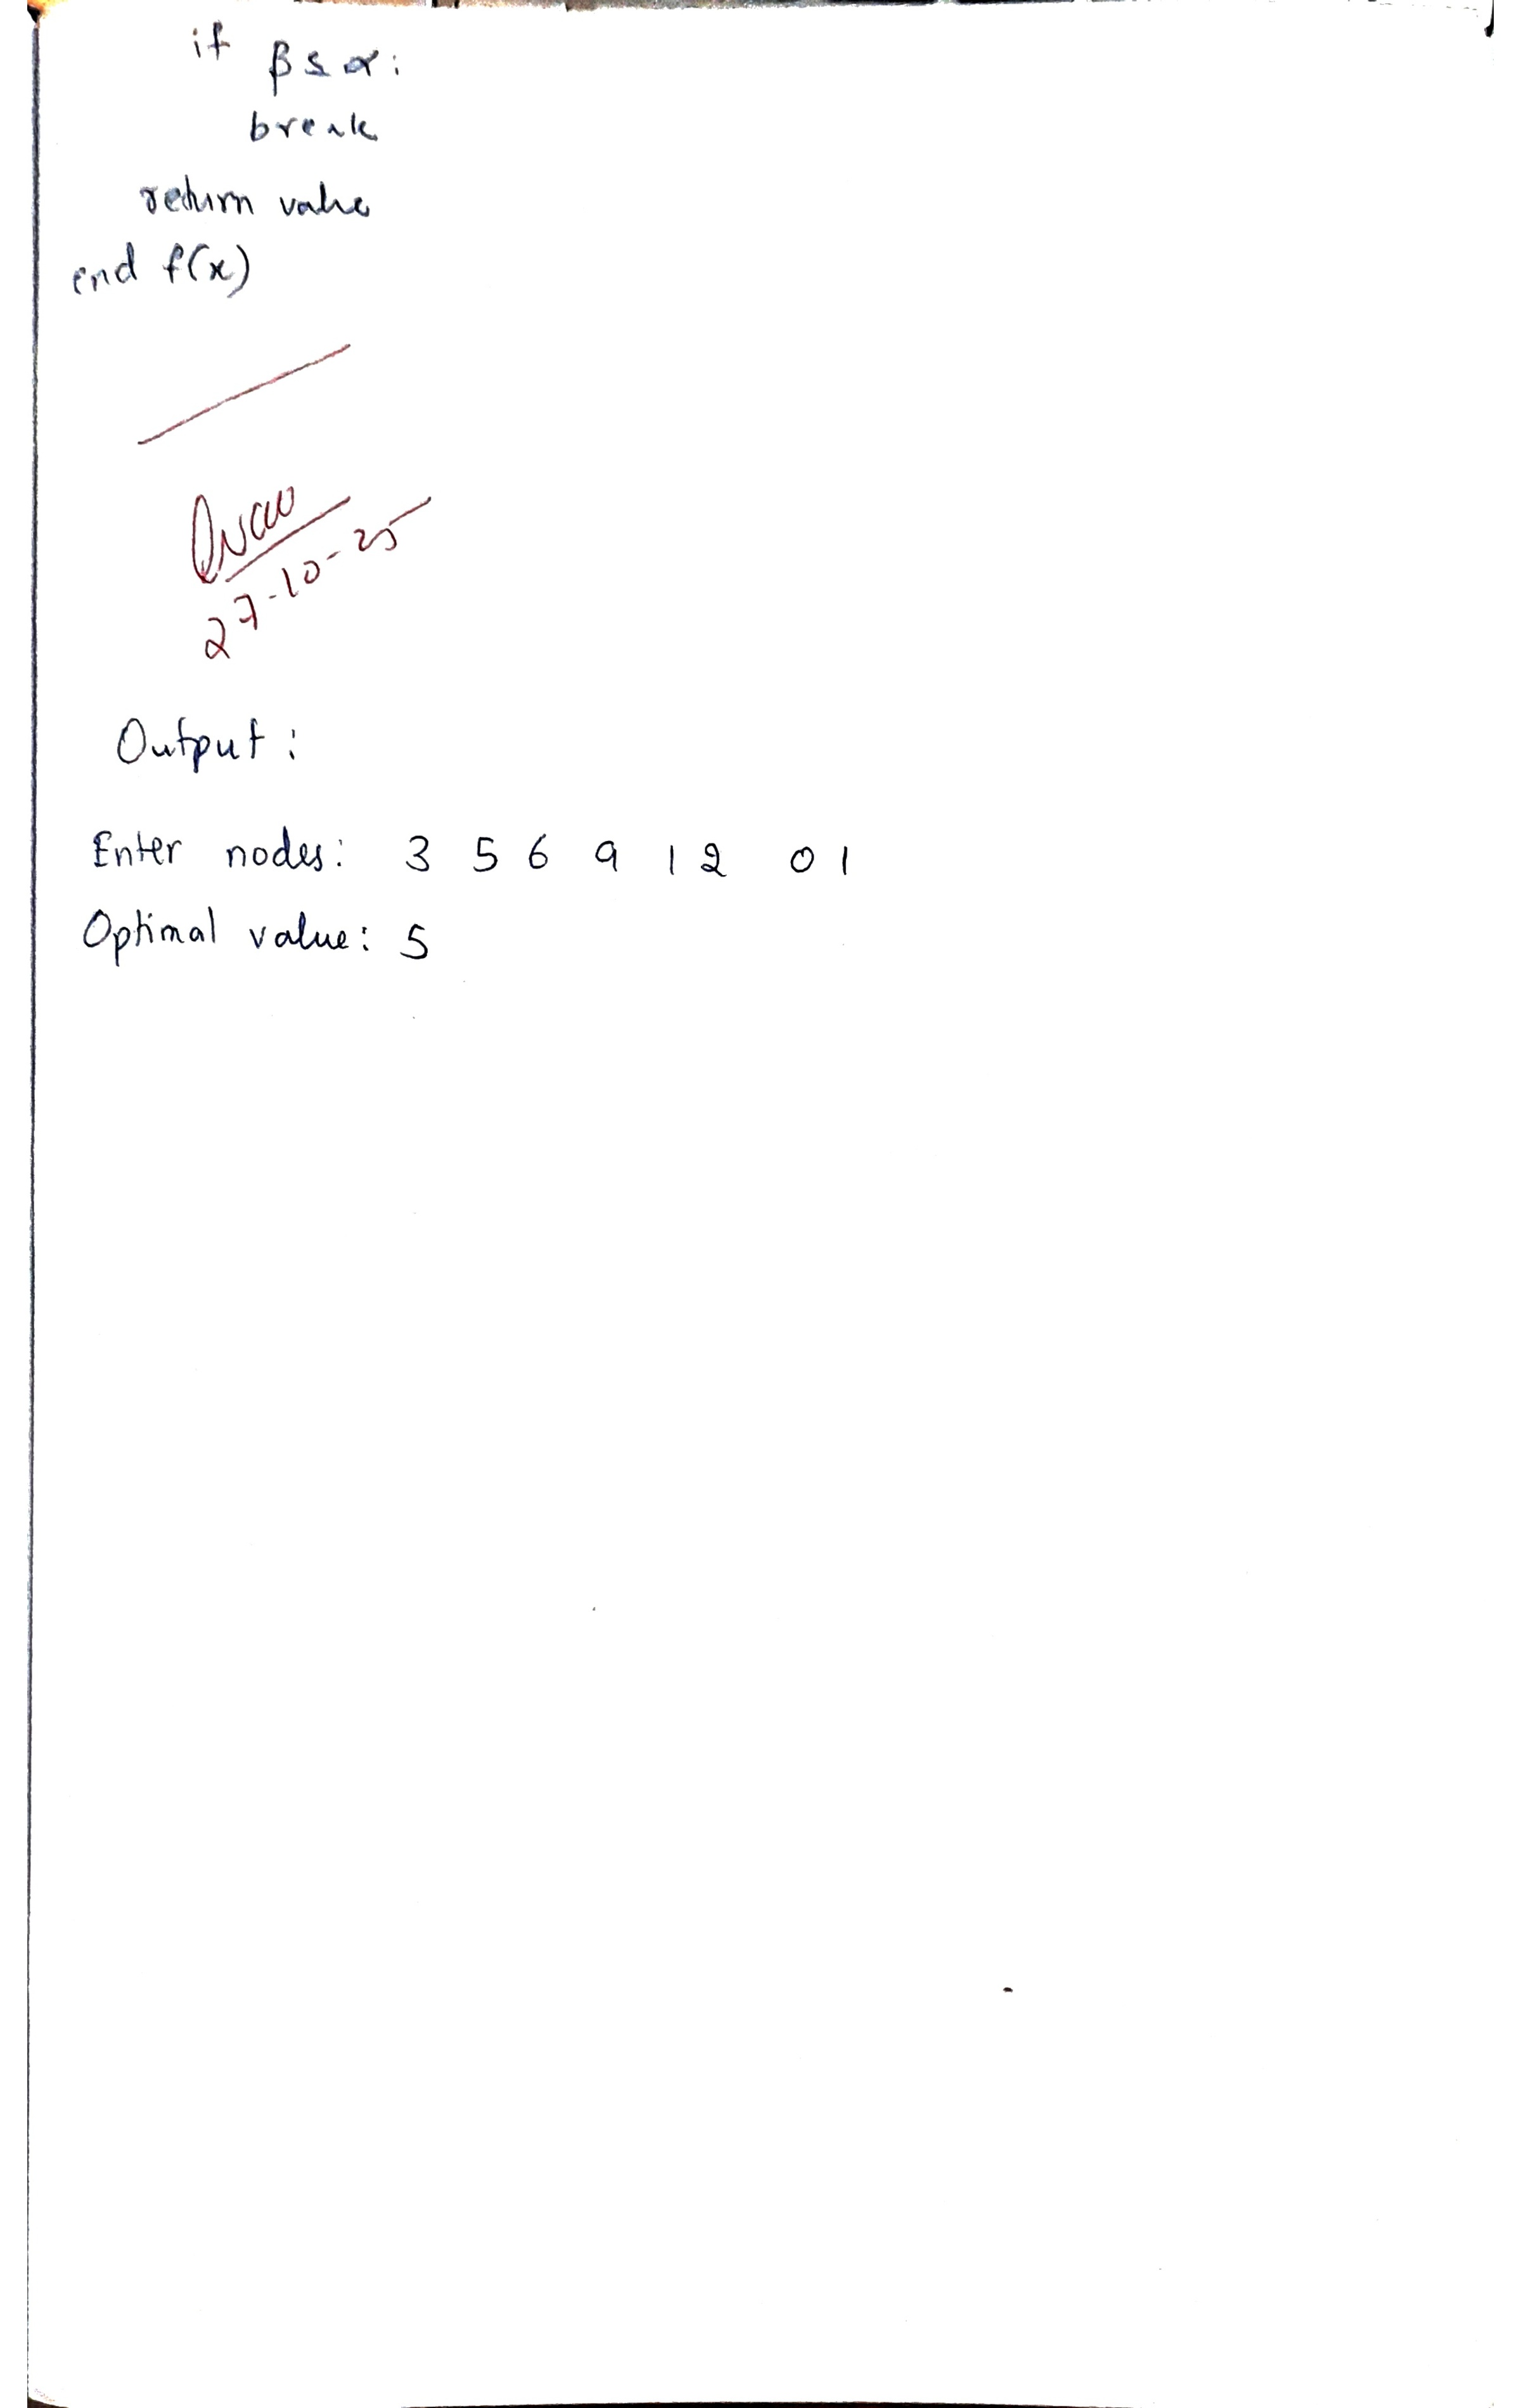 if β ≤ α:
break
return value
end f(x)
27-10-25
Output:
Enter nodes: 3 5 6 9 1 2 0 1
Optimal value: 5